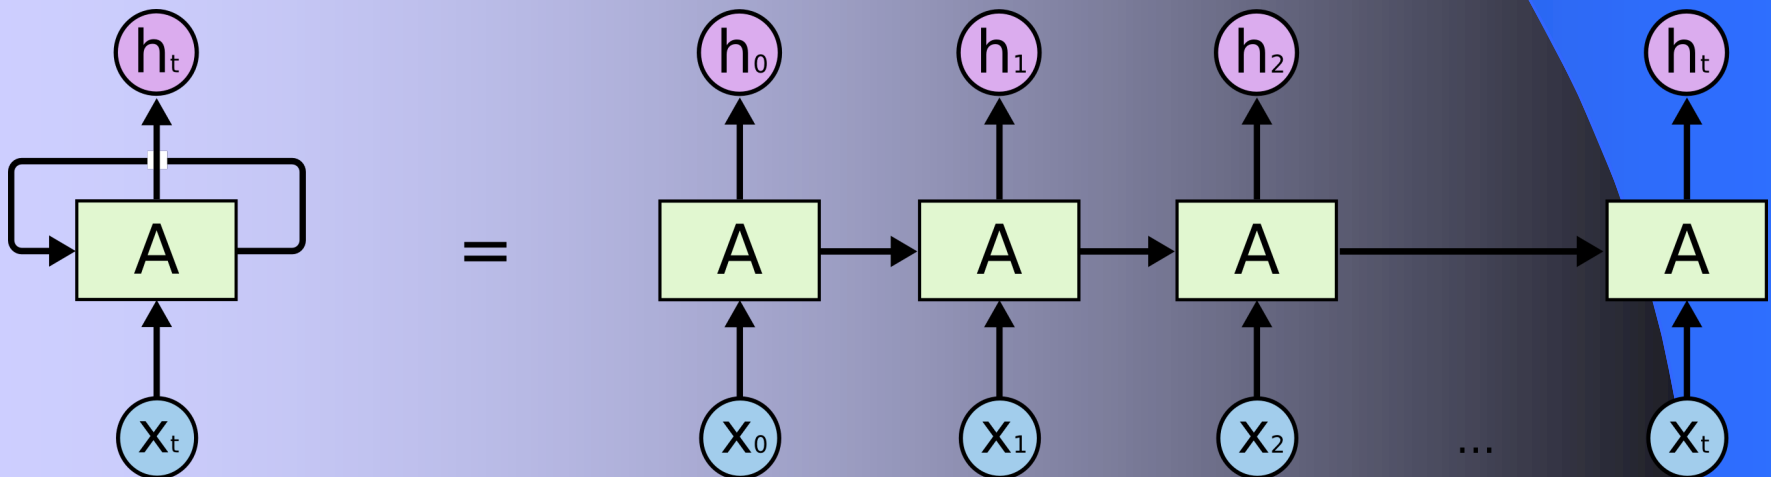 hₜ h₀ h₁ h₂ hₜ
A = A A A A
xₜ x₀ x₁ x₂ ... xₜ